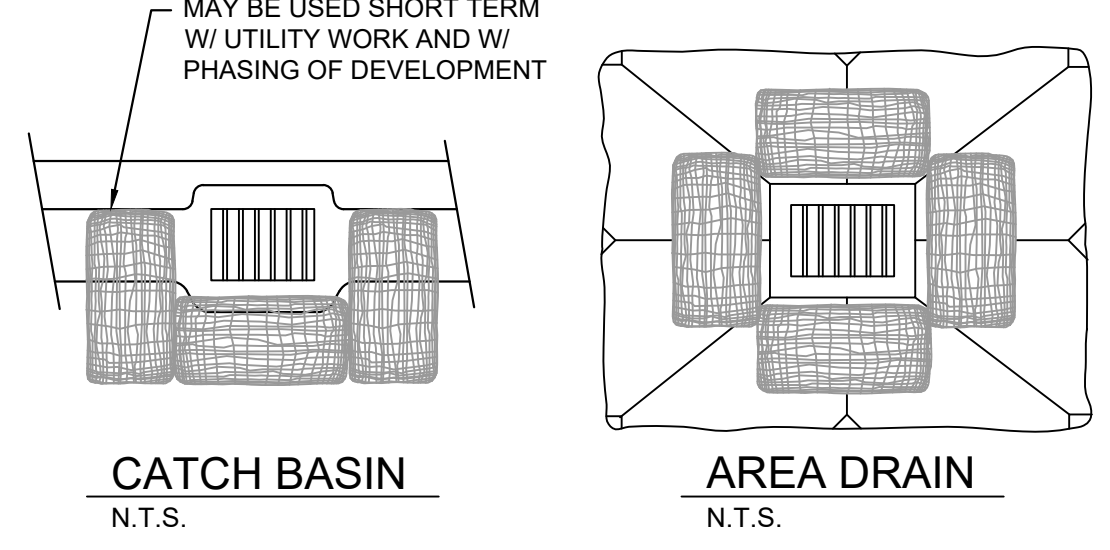 MAY BE USED SHORT TERM
W/ UTILITY WORK AND W/
PHASING OF DEVELOPMENT
CATCH BASIN
N.T.S.
AREA DRAIN
N.T.S.